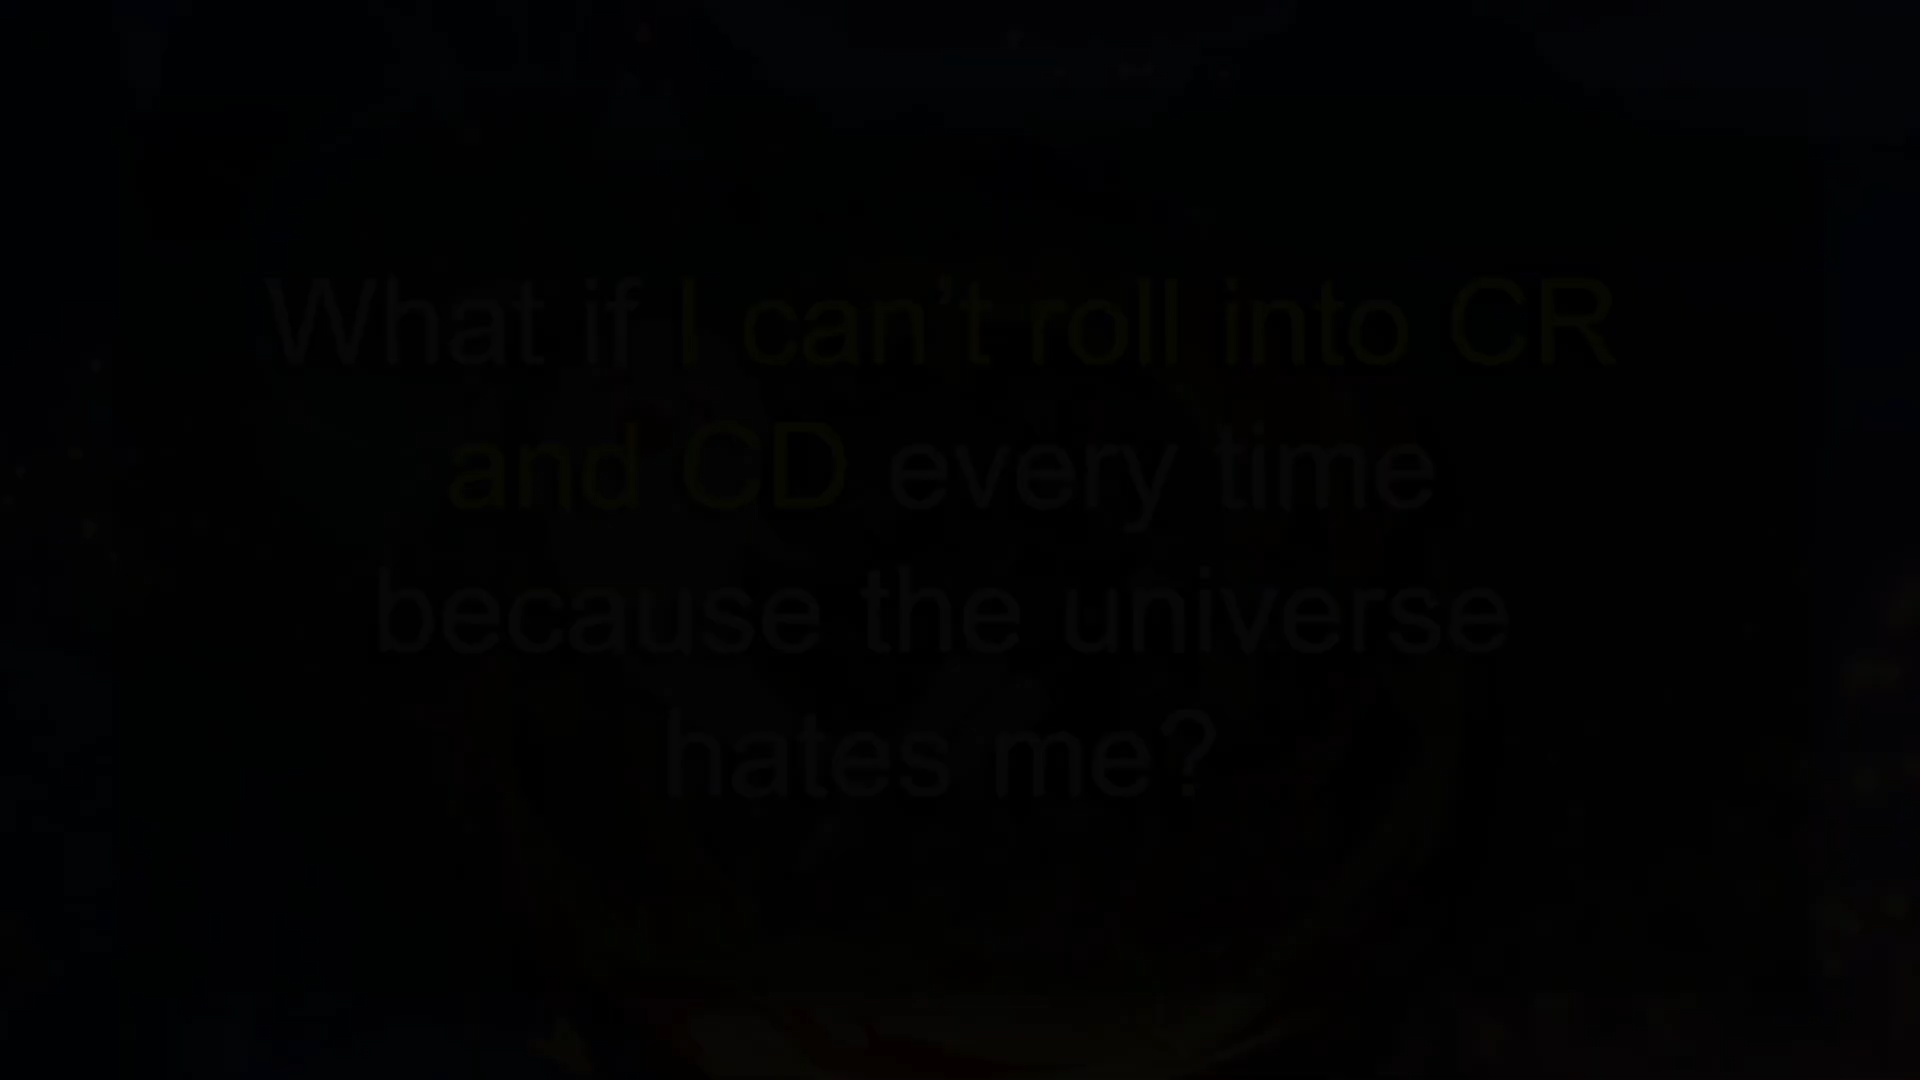 What if I can't roll into CR
and CD every time
because the universe
hates me?